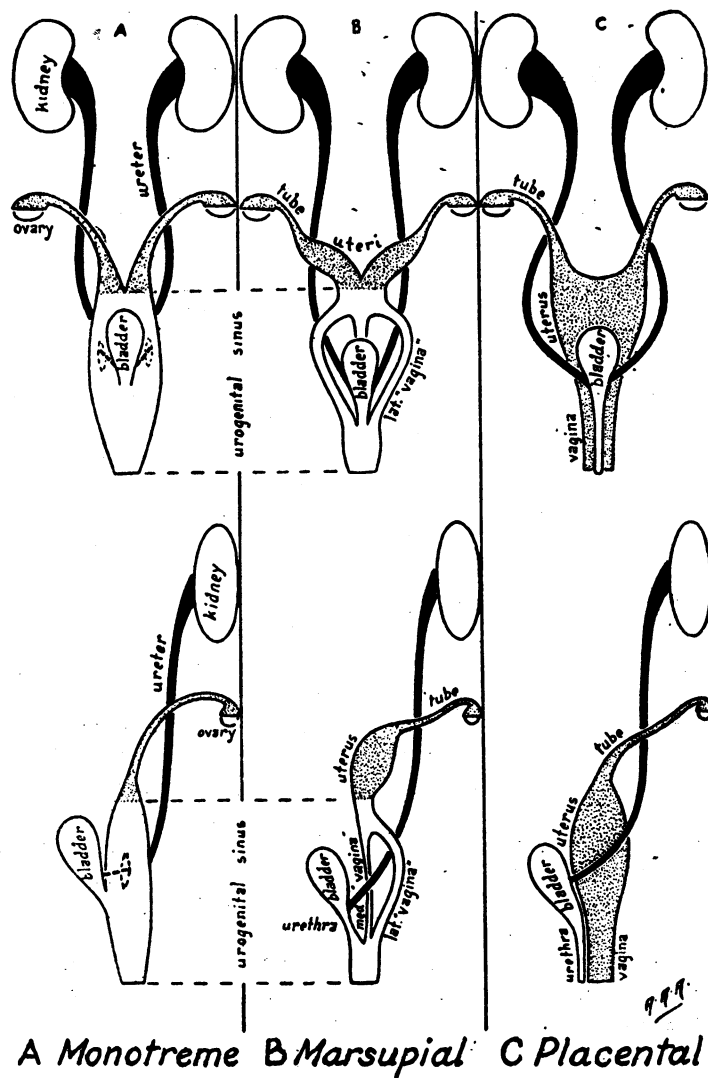 A
B
C
kidney
ureter
tube
tube
ovary
uteri
uterus
bladder
bladder
bladder
urogenital sinus
lat. "vagina"
vagina
kidney
ureter
tube
ovary
tube
uterus
uterus
bladder
bladder
bladder
urogenital sinus
med. "vagina"
lat. "vagina"
urethra
urethra
vagina
A.A.A.
A Monotreme B Marsupial C Placental